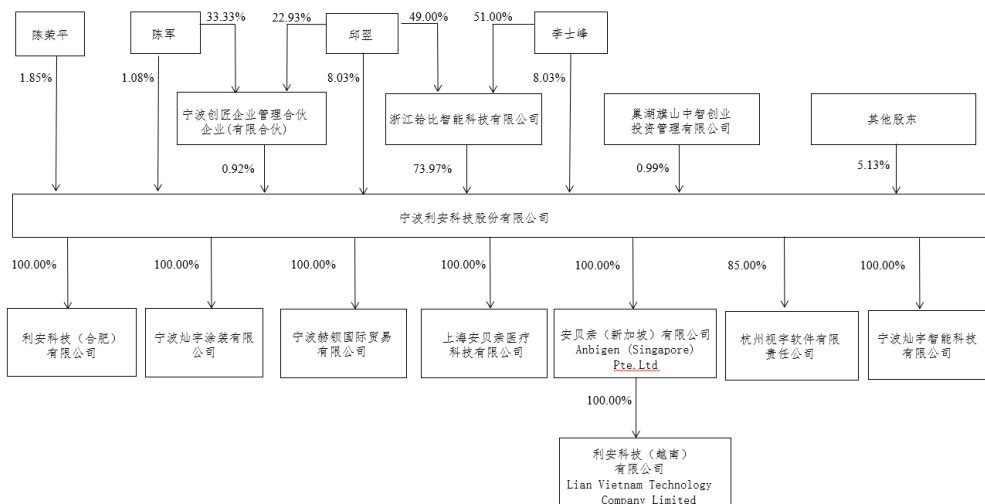 33.33%
22.93%
49.00%
51.00%
陈荣平
陈军
邱翌
李士峰
1.85%
1.08%
8.03%
8.03%
宁波创匠企业管理合伙
企业(有限合伙)
浙江铪比智能科技有限公司
巢湖旗山中智创业
投资管理有限公司
其他股东
0.92%
73.97%
0.99%
5.13%
宁波利安科技股份有限公司
100.00%
100.00%
100.00%
100.00%
100.00%
85.00%
100.00%
利安科技（合肥）
有限公司
宁波灿宇涂装有限公
司
宁波赫钡国际贸易
有限公司
上海安贝亲医疗
科技有限公司
安贝亲（新加坡）有限公司
Anbigen (Singapore)
Pte.Ltd
杭州视宇软件有限
责任公司
宁波灿宇智能科技有
限公司
100.00%
利安科技（越南）
有限公司
Lian Vietnam Technology
Company Limited